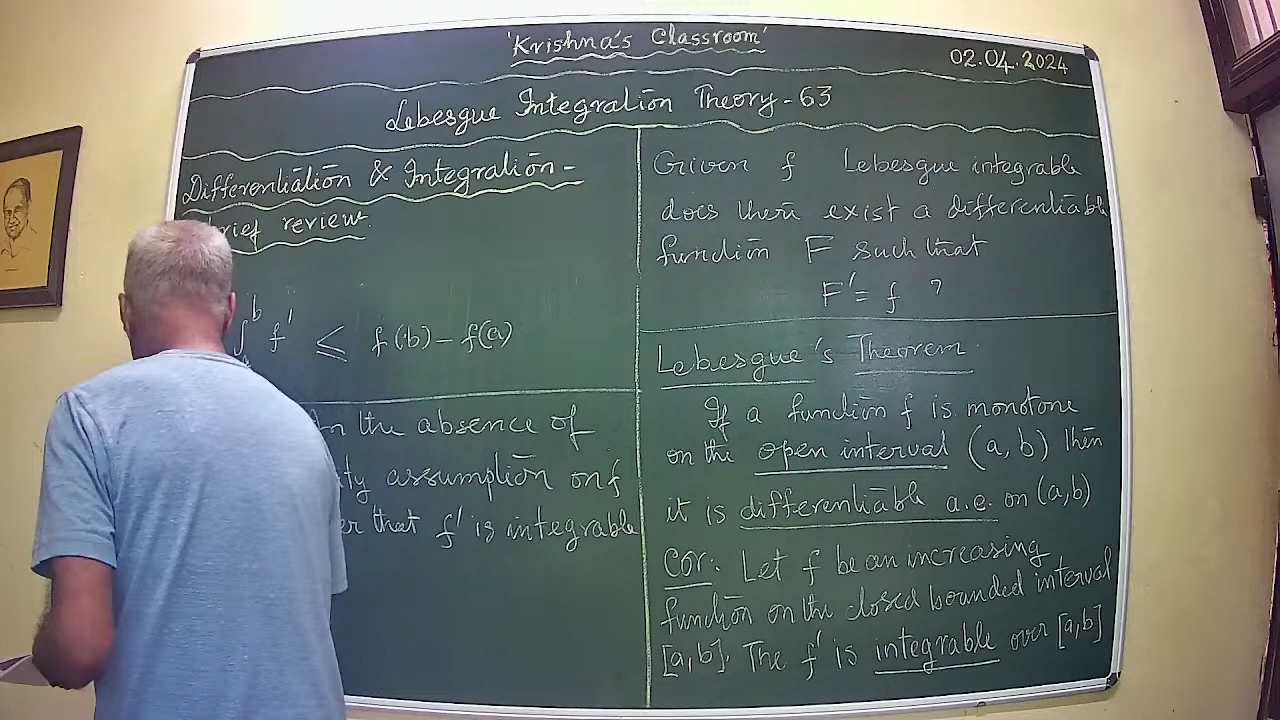 'Krishna's Classroom'
02.04.2024
Lebesgue Integration Theory-63
Differentiation & Integration-
brief review.
∫ b f' ≤ f(b)-f(a)
In the absence of
assumption on f
that f' is integrable
Given f Lebesgue integrable
does there exist a differentiable
function F such that
F' = f ?
Lebesgue's Theorem
If a function f is monotone
on the open interval (a, b) then
it is differentiable a.e. on (a,b)
Cor: Let f be an increasing
function on the closed bounded interval
[a,b]. The f' is integrable over [a,b]